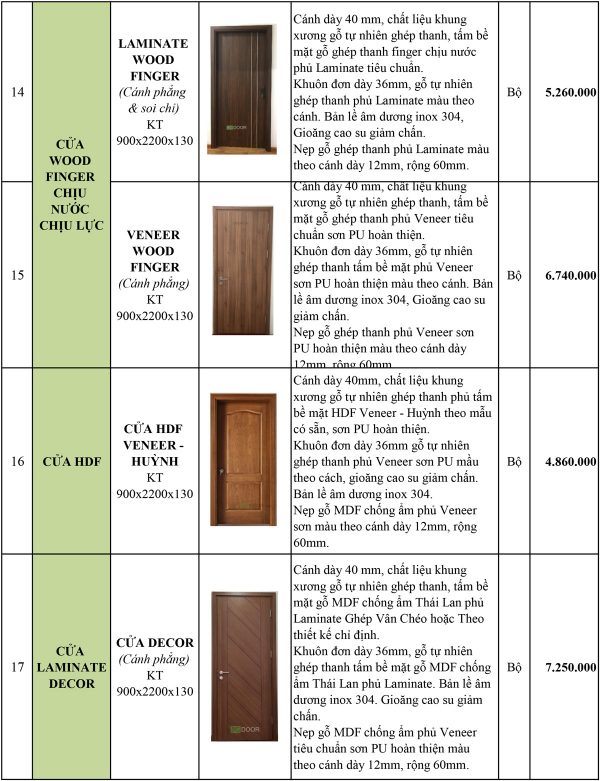 14
CỬA
WOOD
FINGER
CHỊU
NƯỚC
CHỊU LỰC
LAMINATE
WOOD
FINGER
(Cánh phẳng
& soi chỉ)
KT
900x2200x130
DOOR
Cánh dày 40 mm, chất liệu khung
xương gỗ tự nhiên ghép thanh, tấm bề
mặt gỗ ghép thanh finger chịu nước
phủ Laminate tiêu chuẩn.
Khuôn đơn dày 36mm, gỗ tự nhiên
ghép thanh phủ Laminate màu theo
cánh. Bản lề âm dương inox 304,
Gioăng cao su giảm chấn.
Nẹp gỗ ghép thanh phủ Laminate màu
theo cánh dày 12mm, rộng 60mm.
Bộ
5.260.000
15
VENEER
WOOD
FINGER
(Cánh phẳng)
KT
900x2200x130
Cánh dày 40 mm, chất liệu khung
xương gỗ tự nhiên ghép thanh, tấm bề
mặt gỗ ghép thanh phủ Veneer tiêu
chuẩn sơn PU hoàn thiện.
Khuôn đơn dày 36mm, gỗ tự nhiên
ghép thanh tấm bề mặt phủ Veneer
sơn PU hoàn thiện màu theo cánh. Bản
lề âm dương inox 304, Gioăng cao su
giảm chấn.
Nẹp gỗ ghép thanh phủ Veneer sơn
PU hoàn thiện màu theo cánh dày
12mm, rộng 60mm
Bộ
6.740.000
16
CỬA HDF
CỬA HDF
VENEER -
HUỲNH
KT
900x2200x130
Cánh dày 40mm, chất liệu khung
xương gỗ tự nhiên ghép thanh phủ tấm
bề mặt HDF Veneer - Huỳnh theo mẫu
có sẵn, sơn PU hoàn thiện.
Khuôn đơn dày 36mm gỗ tự nhiên
ghép thanh phủ Veneer sơn PU mầu
theo cách, gioăng cao su giảm chấn.
Bản lề âm dương inox 304.
Nẹp gỗ MDF chống ẩm phủ Veneer
sơn màu theo cánh dày 12mm, rộng
60mm.
Bộ
4.860.000
17
CỬA
LAMINATE
DECOR
CỬA DECOR
(Cánh phẳng)
KT
900x2200x130
DOOR
Cánh dày 40 mm, chất liệu khung
xương gỗ tự nhiên ghép thanh, tấm bề
mặt gỗ MDF chống ẩm Thái Lan phủ
Laminate Ghép Vân Chéo hoặc Theo
thiết kế chỉ định.
Khuôn đơn dày 36mm, gỗ tự nhiên
ghép thanh tấm bề mặt gỗ MDF chống
ẩm Thái Lan phủ Laminate. Bản lề âm
dương inox 304. Gioăng cao su giảm
chấn.
Nẹp gỗ MDF chống ẩm phủ Veneer
tiêu chuẩn sơn PU hoàn thiện màu
theo cánh dày 12mm, rộng 60mm.
Bộ
7.250.000